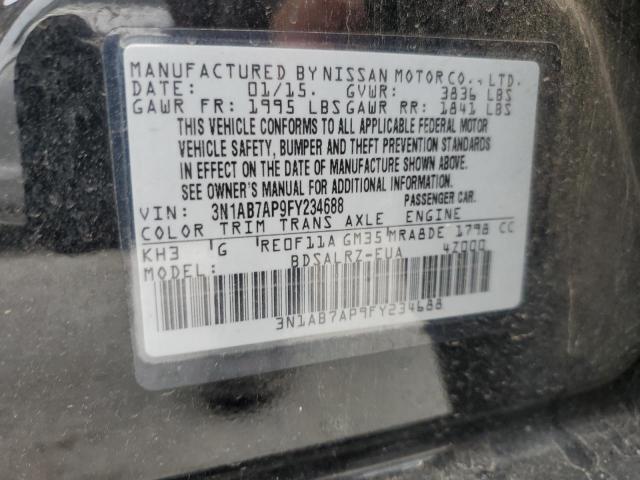 MANUFACTURED BY NISSAN MOTOR CO., LTD.
DATE: 01/15. GVWR: 3836 LBS
GAWR FR: 1995 LBS GAWR RR: 1841 LBS
THIS VEHICLE CONFORMS TO ALL APPLICABLE FEDERAL MOTOR
VEHICLE SAFETY, BUMPER AND THEFT PREVENTION STANDARDS
IN EFFECT ON THE DATE OF MANUFACTURE SHOWN ABOVE.
SEE OWNER'S MANUAL FOR ADDITIONAL INFORMATION.
VIN: 3N1AB7AP9FY234688 PASSENGER CAR.
COLOR TRIM TRANS AXLE ENGINE
KH3 G RE0F11A GM35 MRA8DE 1798 CC
MODEL: BDSALRZ-EUA 4Z000
3N1AB7AP9FY234688